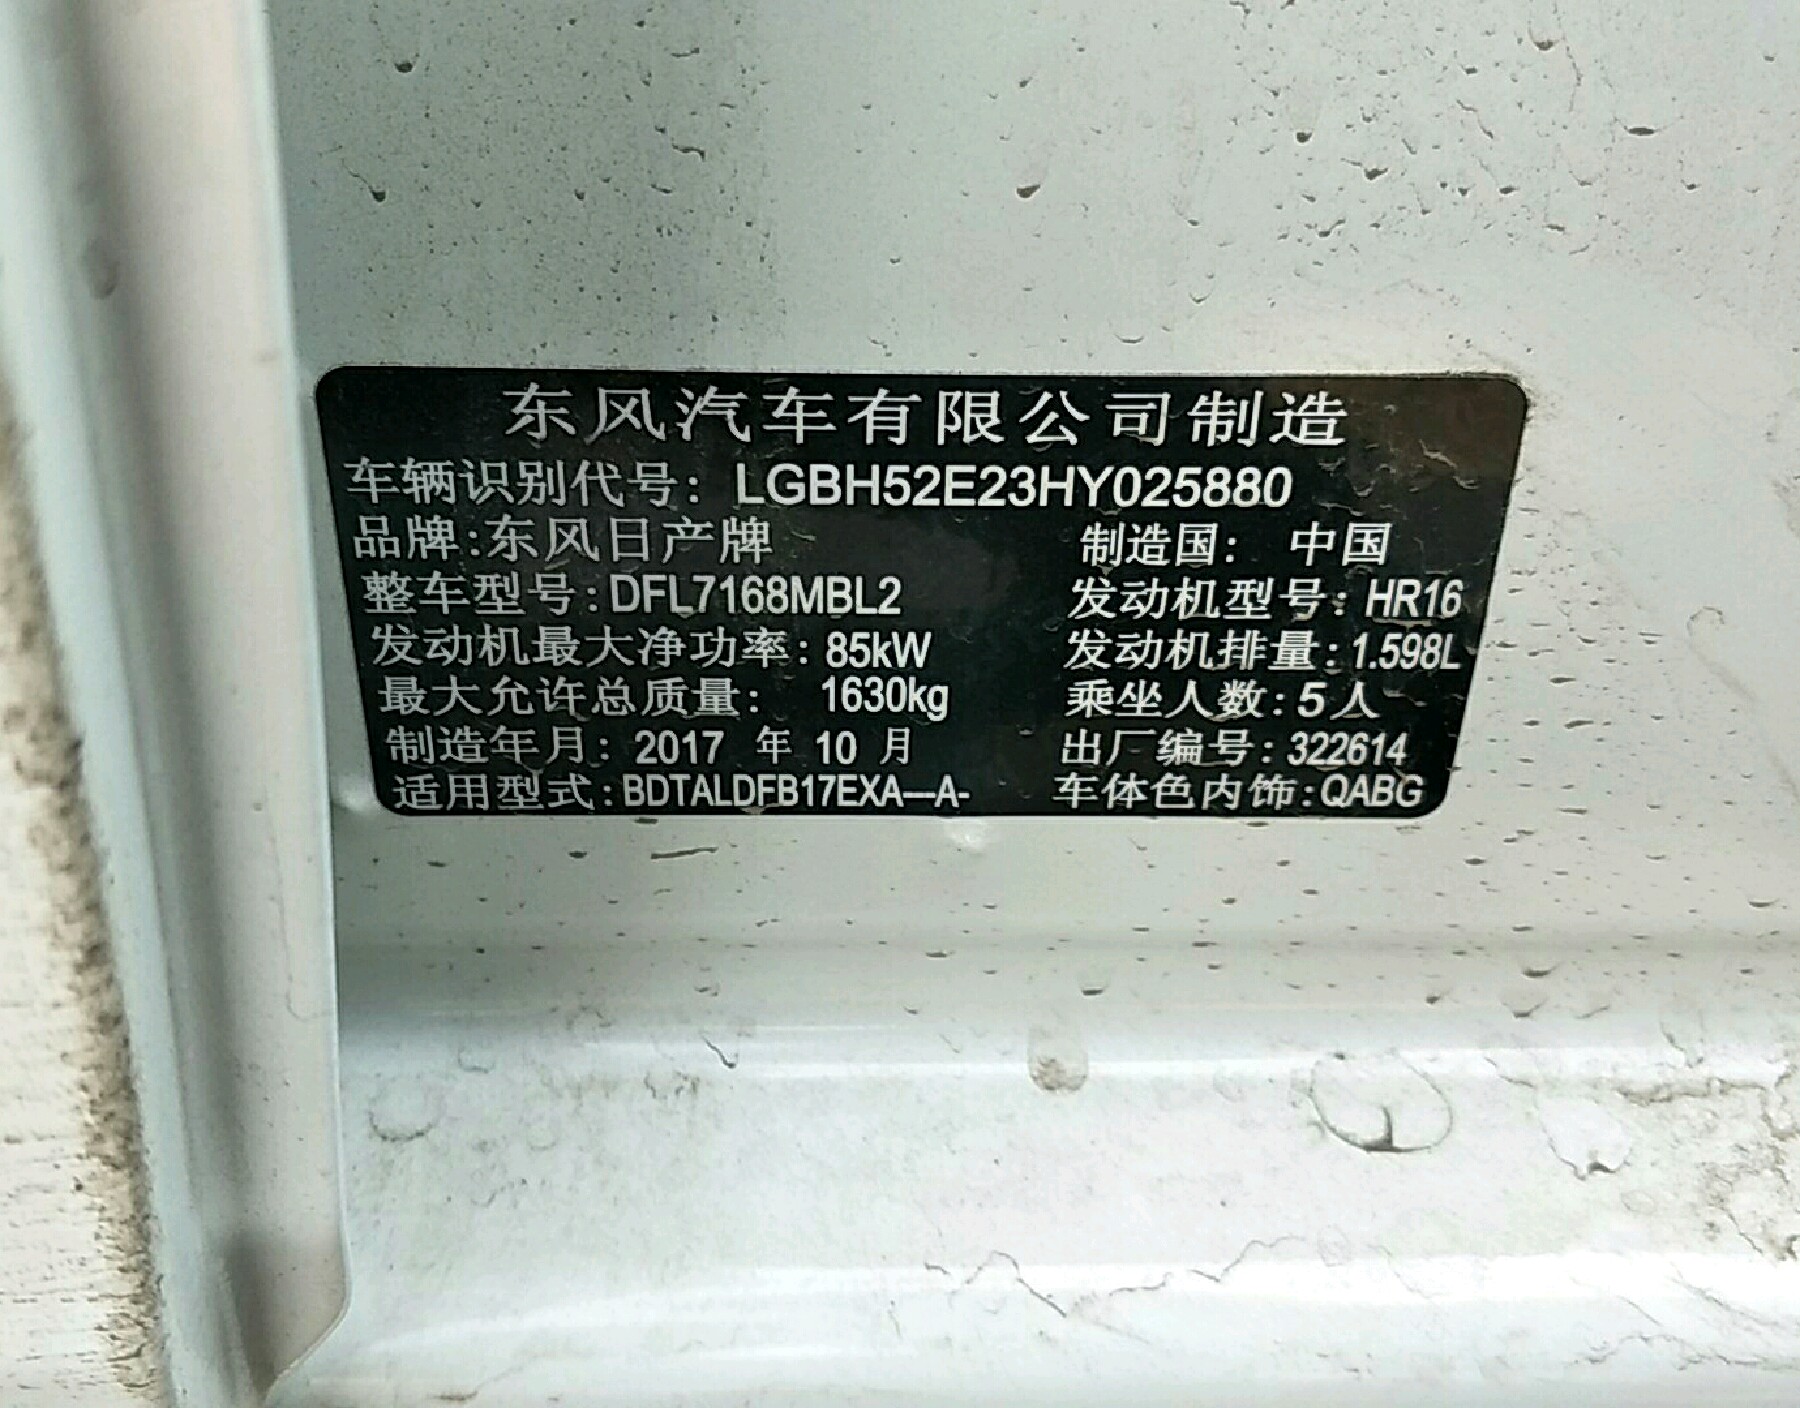 东风汽车有限公司制造
车辆识别代号: LGBH52E23HY025880
品牌:东风日产牌 制造国: 中国
整车型号:DFL7168MBL2 发动机型号: HR16
发动机最大净功率: 85kW 发动机排量:1.598L
最大允许总质量: 1630kg 乘坐人数:5人
制造年月: 2017 年 10 月 出厂编号:322614
适用型式:BDTALDFB17EXA---A- 车体色内饰:QABG